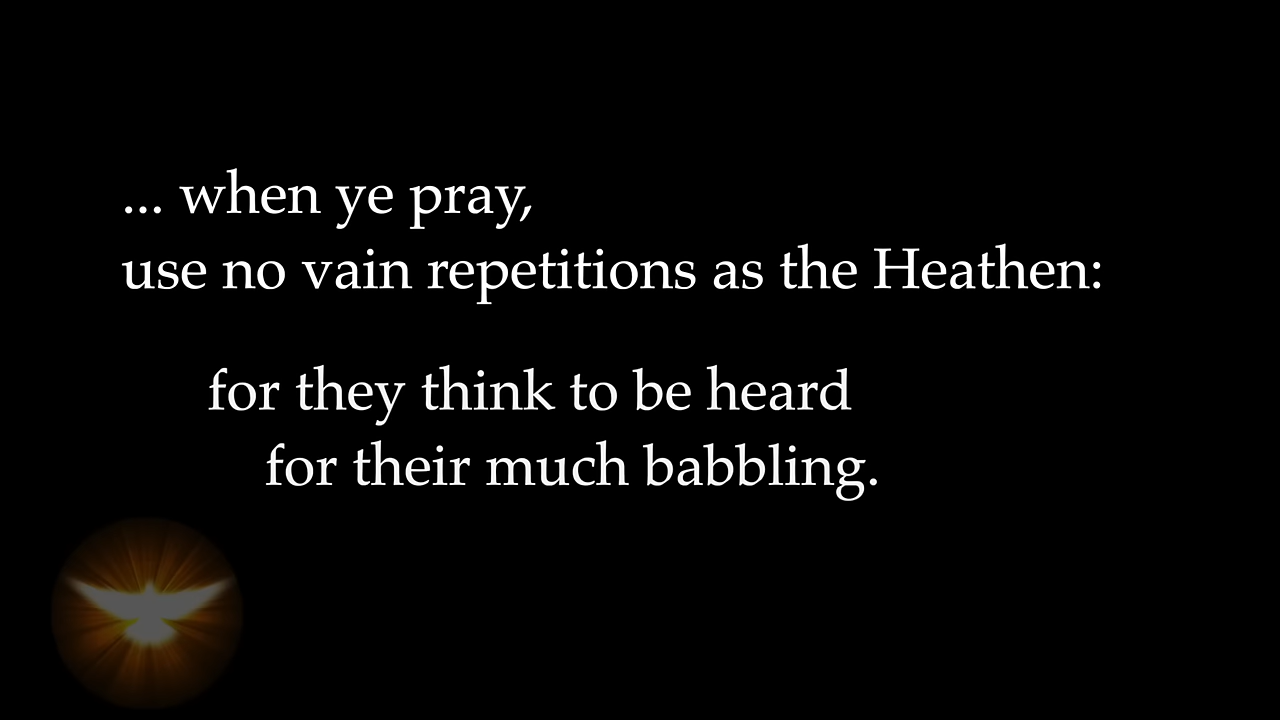 ... when ye pray,
use no vain repetitions as the Heathen:
for they think to be heard
for their much babbling.